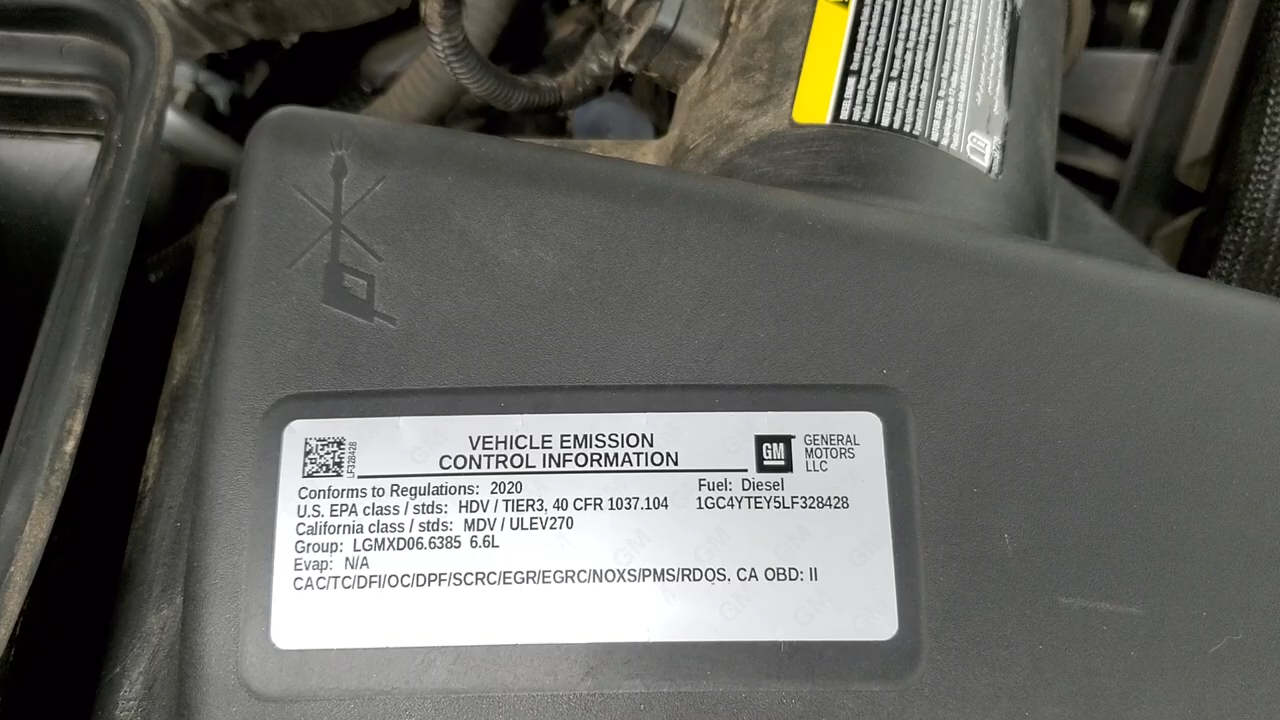 VEHICLE EMISSION
CONTROL INFORMATION
GM
GENERAL
MOTORS
LLC
LF328428
Conforms to Regulations: 2020
Fuel: Diesel
U.S. EPA class / stds: HDV / TIER3, 40 CFR 1037.104
1GC4YTEY5LF328428
California class / stds: MDV / ULEV270
Group: LGMXD06.6385 6.6L
Evap: N/A
CAC/TC/DFI/OC/DPF/SCRC/EGR/EGRC/NOXS/PMS/RDOS, CA OBD: II